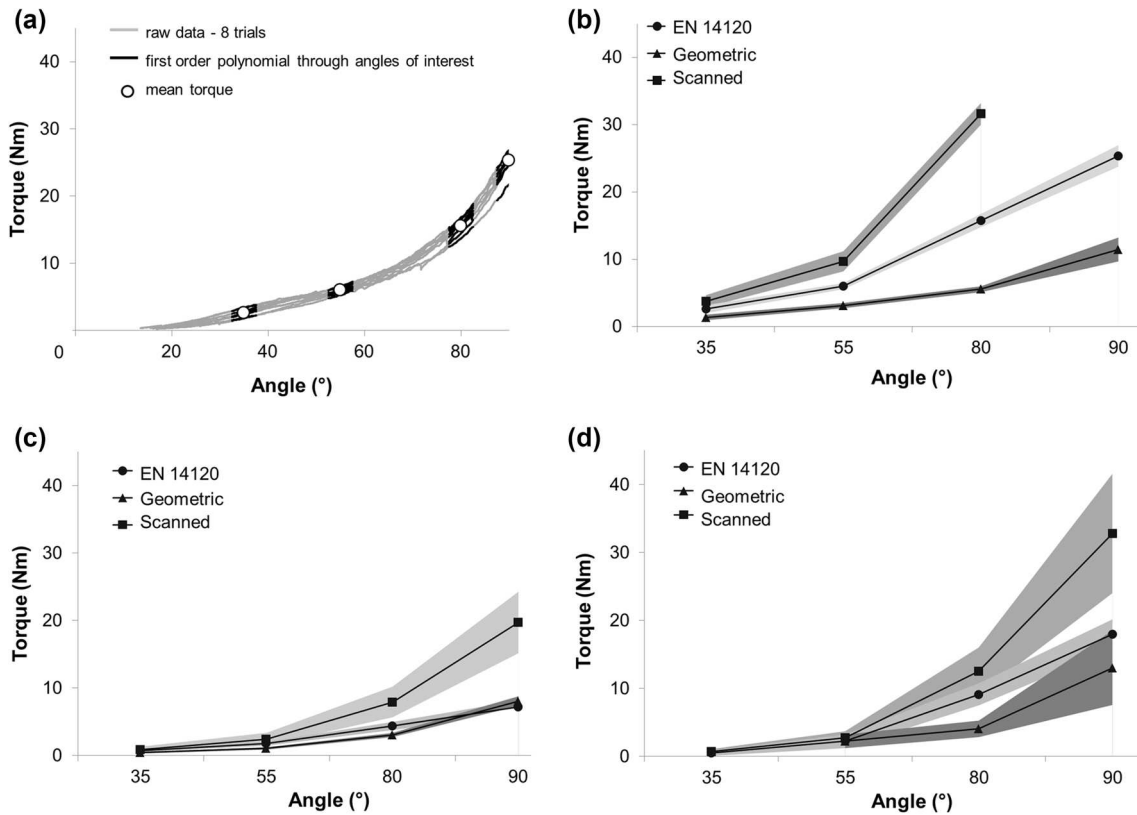 (a)
raw data - 8 trials
first order polynomial through angles of interest
mean torque
Torque (Nm)
40
30
20
10
0
20
40
60
80
Angle (°)
(b)
EN 14120
Geometric
Scanned
Torque (Nm)
40
30
20
10
0
35
55
80
90
Angle (°)
(c)
EN 14120
Geometric
Scanned
Torque (Nm)
40
30
20
10
0
35
55
80
90
Angle (°)
(d)
EN 14120
Geometric
Scanned
Torque (Nm)
40
30
20
10
0
35
55
80
90
Angle (°)